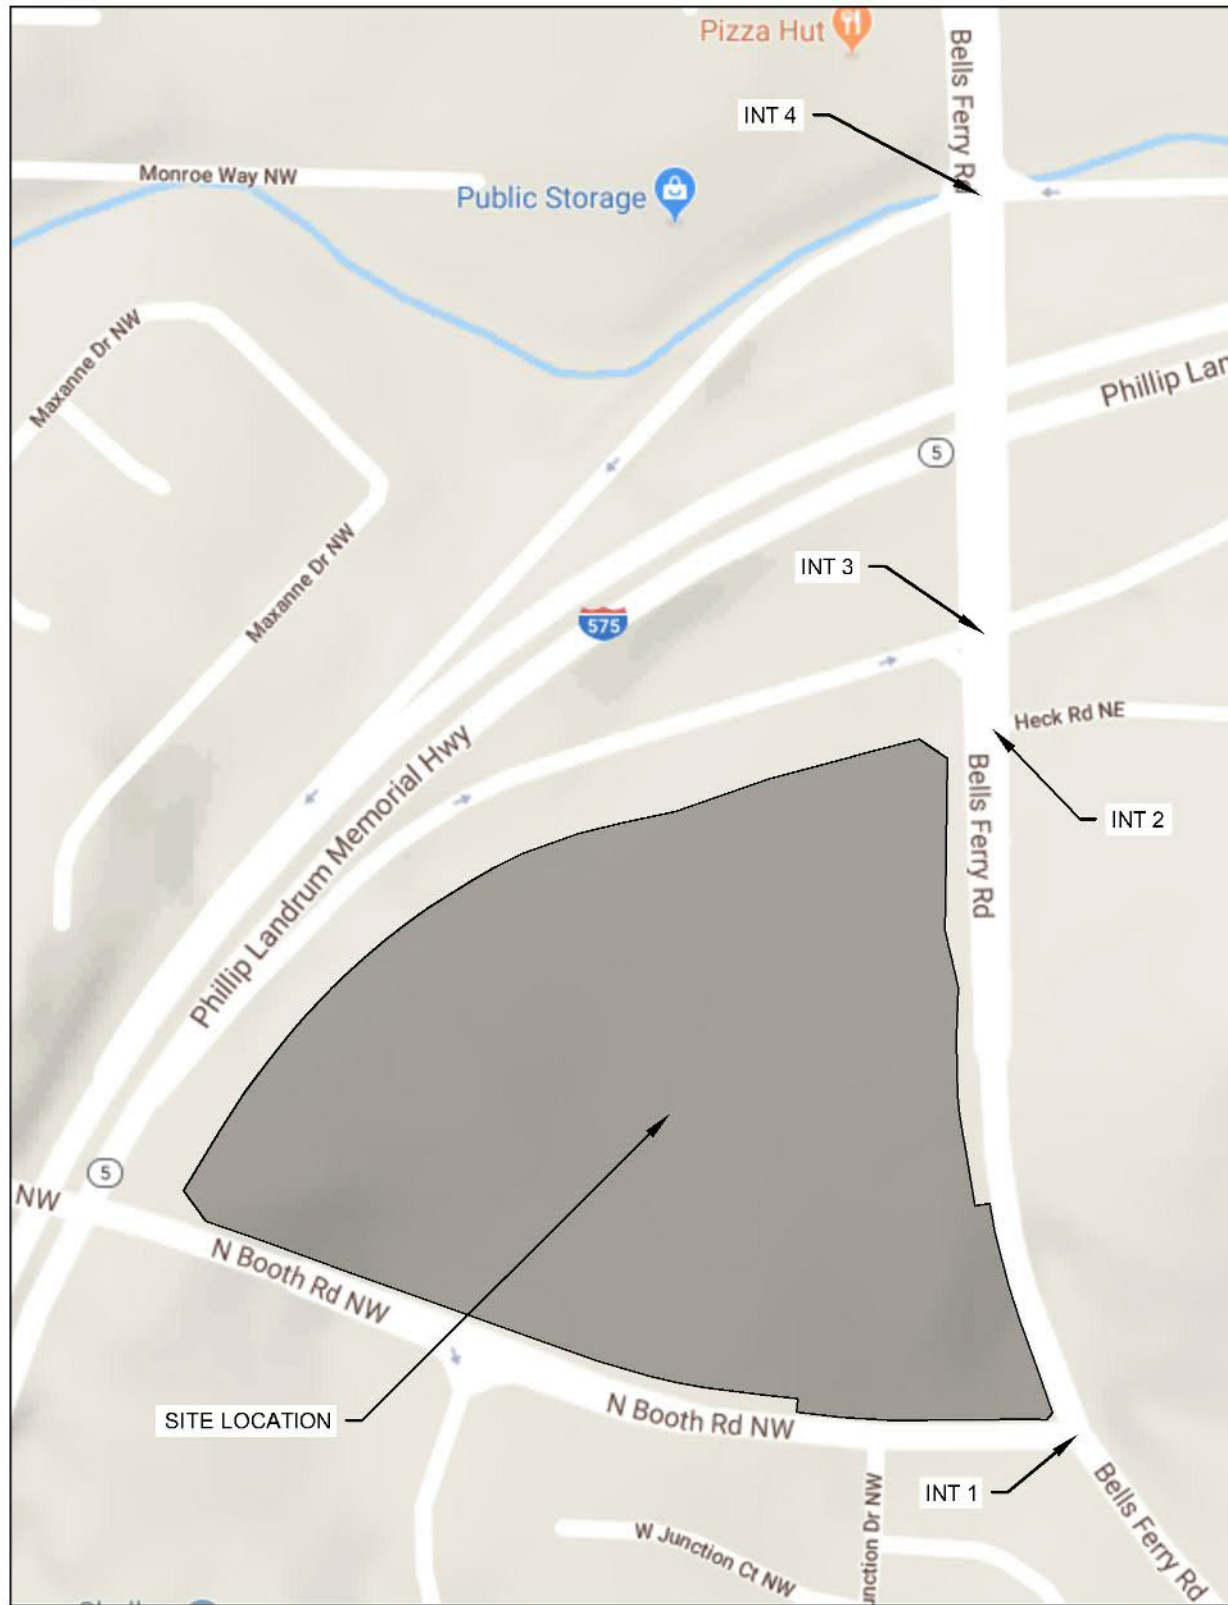 Pizza Hut
Bells Ferry Rd
INT 4
Monroe Way NW
Public Storage
Maxanne Dr NW
Phillip Lan
5
INT 3
Maxanne Dr NW
575
Heck Rd NE
Phillip Landrum Memorial Hwy
Bells Ferry Rd
INT 2
5
NW
N Booth Rd NW
SITE LOCATION
N Booth Rd NW
INT 1
Bells Ferry Rd
W Junction Ct NW
unction Dr NW